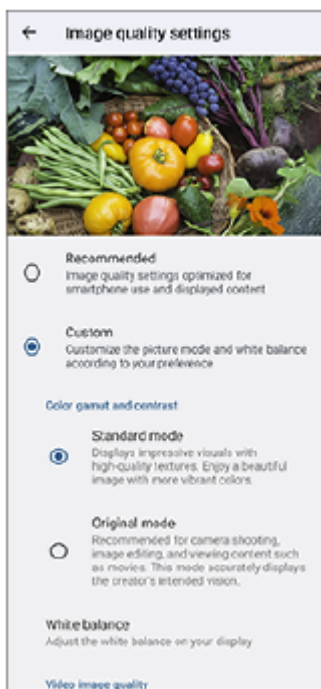 Image quality settings
Recommended
Image quality settings optimized for
smartphone use and displayed content
Custom
Customize the picture mode and white balance
according to your preference
Color gamut and contrast
Standard mode
Displays impressive visuals with
high-quality textures. Enjoy a beautiful
image with more vibrant colors.
Original mode
Recommended for camera shooting,
image editing, and viewing content such
as movies. This mode accurately displays
the creator's intended vision.
White balance
Adjust the white balance on your display
Video image quality